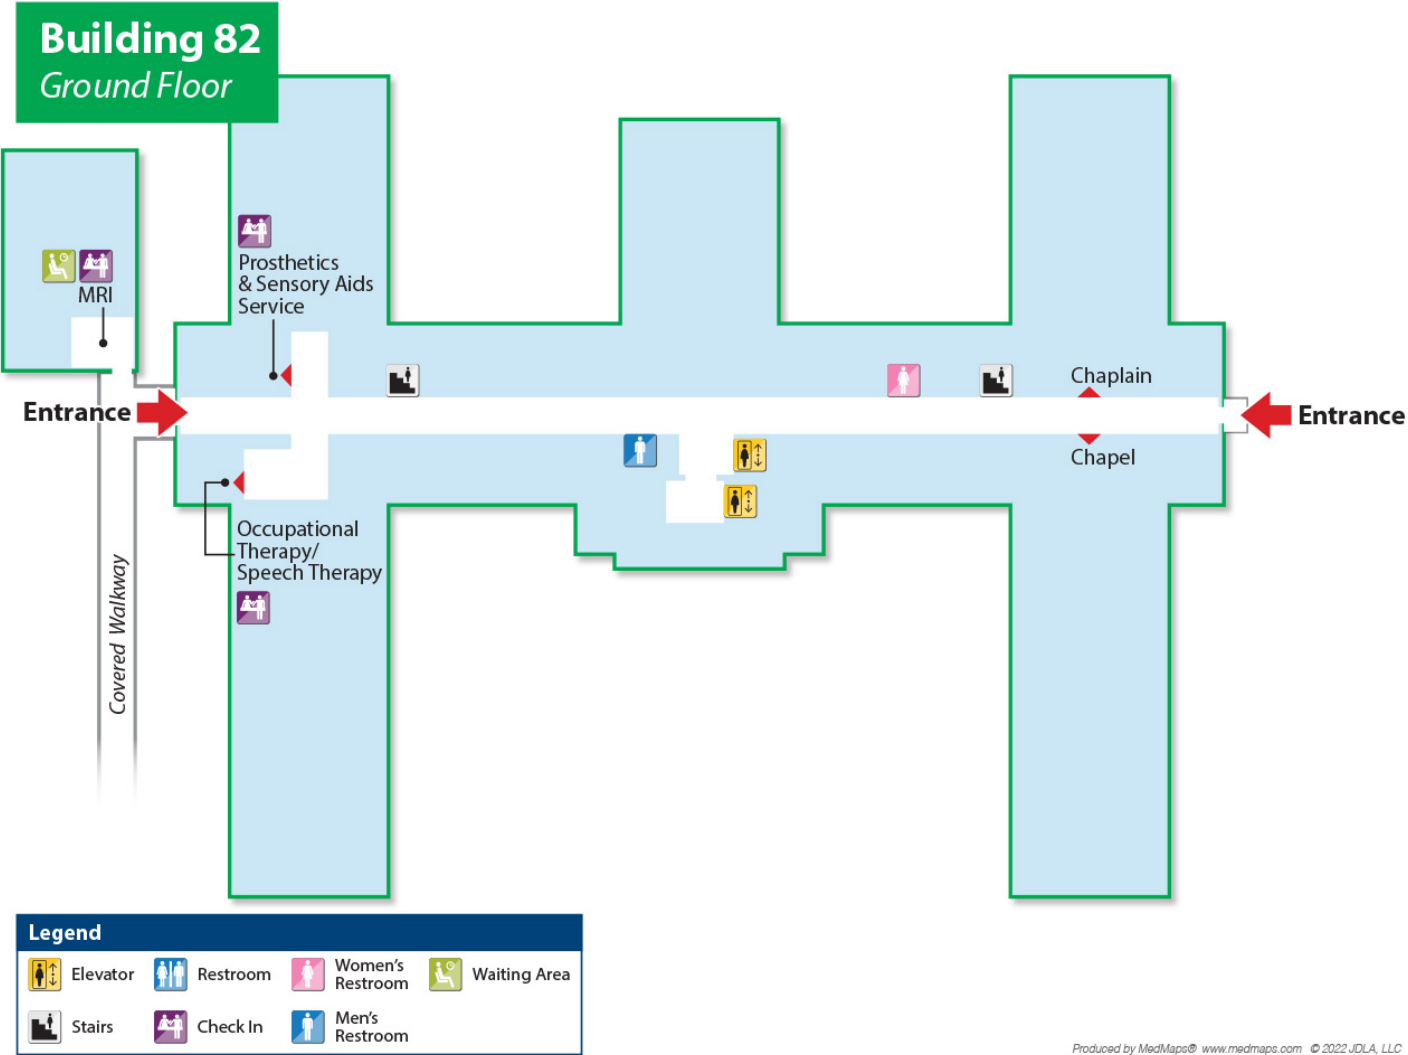 Building 82
Ground Floor
Prosthetics
& Sensory Aids
Service
MRI
Chaplain
Entrance
Entrance
Chapel
Occupational
Therapy/
Speech Therapy
Covered Walkway
Legend
Elevator
Restroom
Women's
Restroom
Waiting Area
Stairs
Check In
Men's
Restroom
Produced by MedMaps® www.medmaps.com © 2022 JDLA, LLC